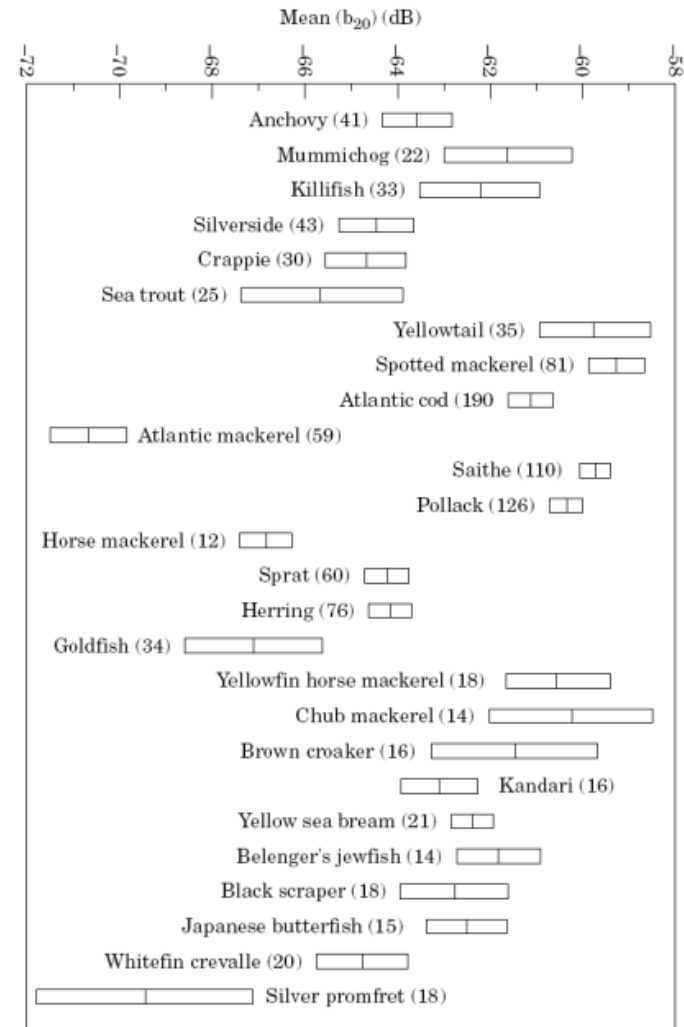 Mean (b20) (dB)
−72 −70 −68 −66 −64 −62 −60 −58
Anchovy (41)
Mummichog (22)
Killifish (33)
Silverside (43)
Crappie (30)
Sea trout (25)
Yellowtail (35)
Spotted mackerel (81)
Atlantic cod (190
Atlantic mackerel (59)
Saithe (110)
Pollack (126)
Horse mackerel (12)
Sprat (60)
Herring (76)
Goldfish (34)
Yellowfin horse mackerel (18)
Chub mackerel (14)
Brown croaker (16)
Kandari (16)
Yellow sea bream (21)
Belenger's jewfish (14)
Black scraper (18)
Japanese butterfish (15)
Whitefin crevalle (20)
Silver promfret (18)